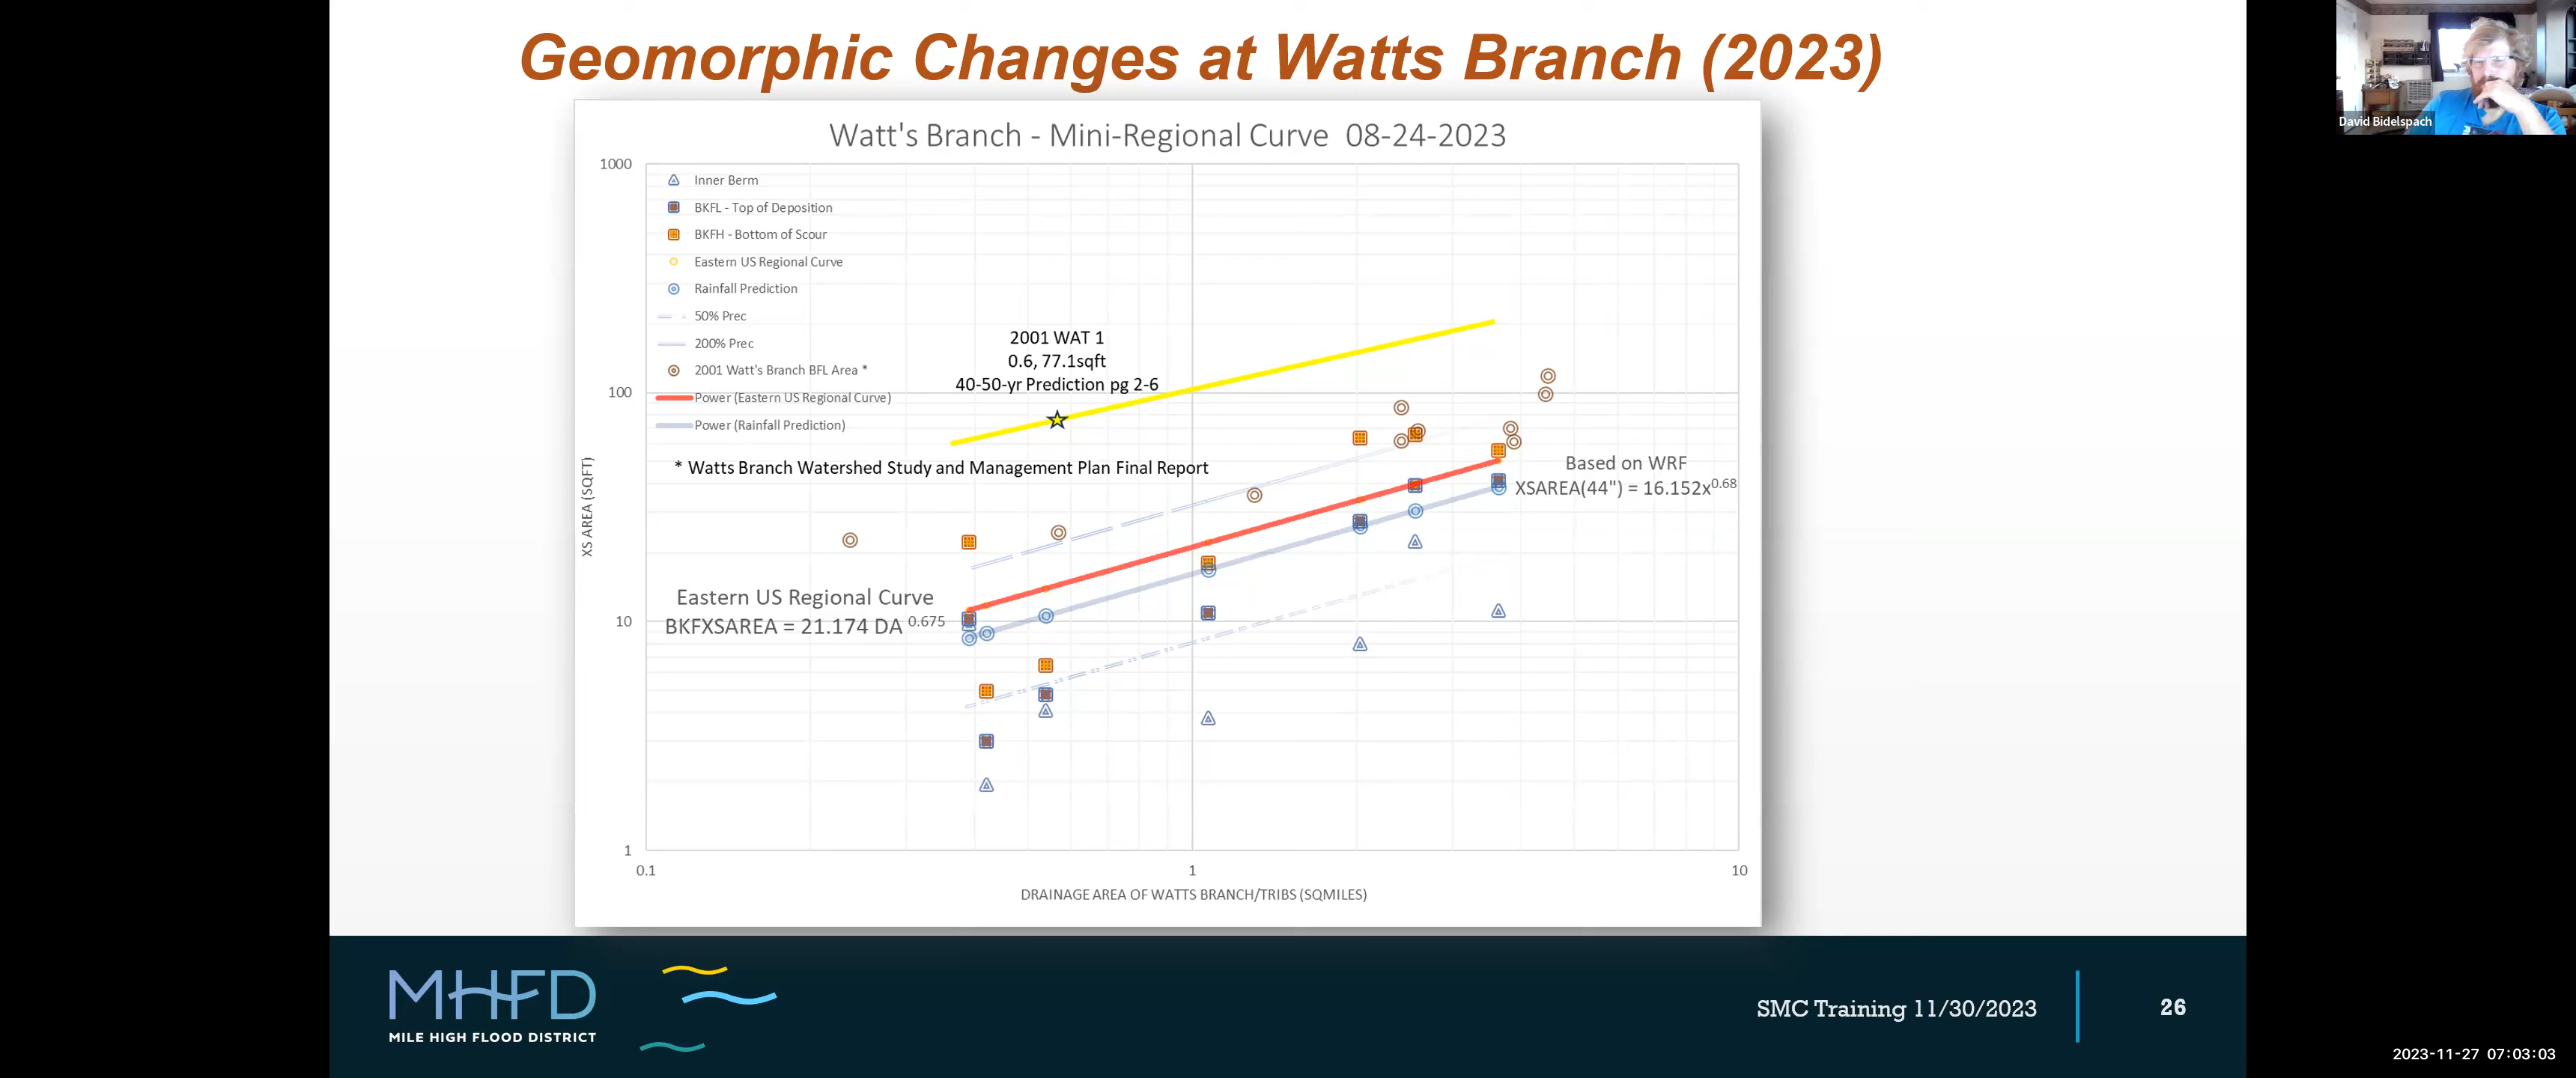 Geomorphic Changes at Watts Branch (2023)
David Bidelspach
Watt's Branch - Mini-Regional Curve 08-24-2023
1000
Inner Berm
BKFL - Top of Deposition
BKFH - Bottom of Scour
Eastern US Regional Curve
Rainfall Prediction
50% Prec
200% Prec
2001 Watt's Branch BFL Area *
Power (Eastern US Regional Curve)
Power (Rainfall Prediction)
2001 WAT 1
0.6, 77.1sqft
40-50-yr Prediction pg 2-6
100
* Watts Branch Watershed Study and Management Plan Final Report
Based on WRF
XSAREA(44") = 16.152x^0.68
XS AREA (SQFT)
Eastern US Regional Curve
BKFXSAREA = 21.174 DA ^0.675
10
1
0.1
1
10
DRAINAGE AREA OF WATTS BRANCH/TRIBS (SQMILES)
MHFD
MILE HIGH FLOOD DISTRICT
SMC Training 11/30/2023
26
2023-11-27 07:03:03